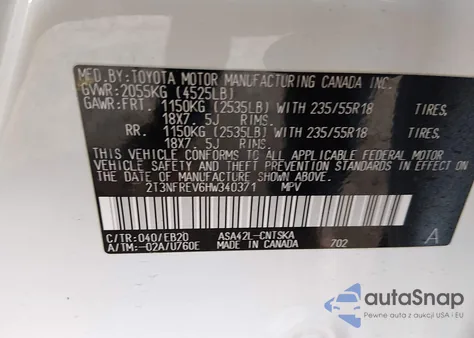 MFD.BY:TOYOTA MOTOR MANUFACTURING CANADA INC.
GVWR:2055KG (4525LB)
GAWR:FRT. 1150KG (2535LB) WITH 235/55R18 TIRES,
18X7. 5J RIMS,
RR. 1150KG (2535LB) WITH 235/55R18 TIRES,
18X7. 5J RIMS,
THIS VEHICLE CONFORMS TO ALL APPLICABLE FEDERAL MOTOR
VEHICLE SAFETY AND THEFT PREVENTION STANDARDS IN EFFECT
ON THE DATE OF MANUFACTURE SHOWN ABOVE.
2T3NFREV6HW340371 MPV
C/TR:040/EB20 ASA42L-CNTSKA
A/TM:-02A/U760E MADE IN CANADA 702 A
autoSnap
Pewne auta z aukcji USA i EU